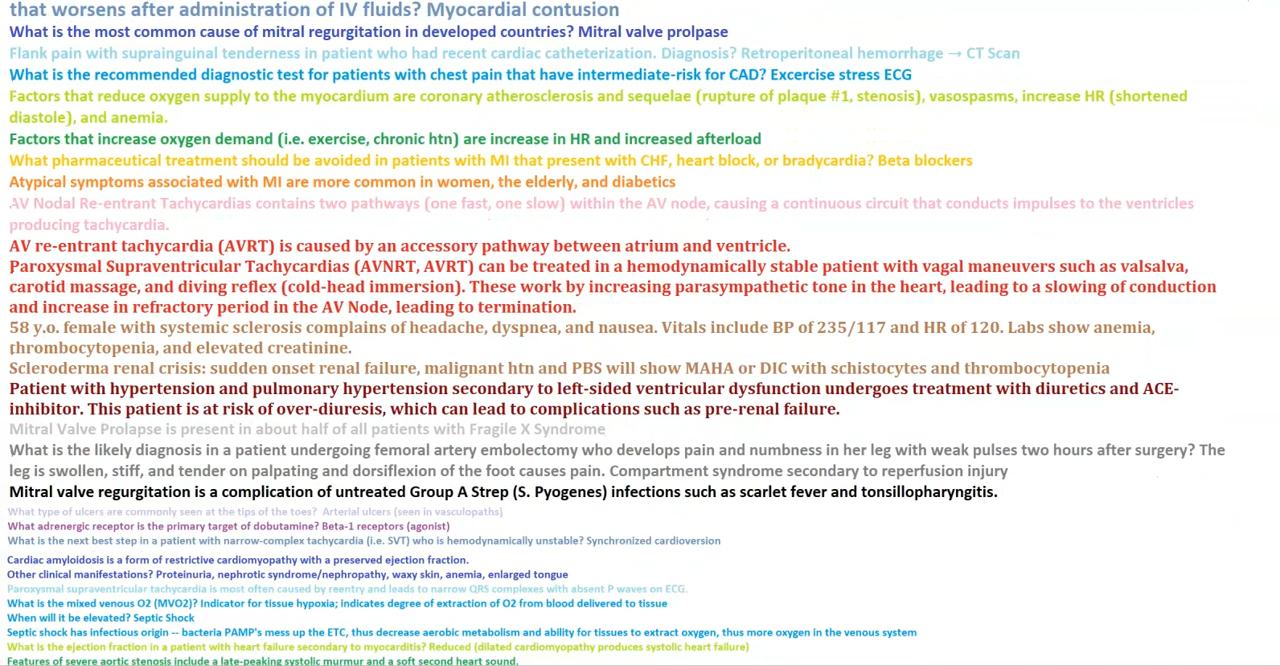 that worsens after administration of IV fluids? Myocardial contusion
What is the most common cause of mitral regurgitation in developed countries? Mitral valve prolpase
Flank pain with suprainguinal tenderness in patient who had recent cardiac catheterization. Diagnosis? Retroperitoneal hemorrhage → CT Scan
What is the recommended diagnostic test for patients with chest pain that have intermediate-risk for CAD? Excercise stress ECG
Factors that reduce oxygen supply to the myocardium are coronary atherosclerosis and sequelae (rupture of plaque #1, stenosis), vasospasms, increase HR (shortened
diastole), and anemia.
Factors that increase oxygen demand (i.e. exercise, chronic htn) are increase in HR and increased afterload
What pharmaceutical treatment should be avoided in patients with MI that present with CHF, heart block, or bradycardia? Beta blockers
Atypical symptoms associated with MI are more common in women, the elderly, and diabetics
AV Nodal Re-entrant Tachycardias contains two pathways (one fast, one slow) within the AV node, causing a continuous circuit that conducts impulses to the ventricles
producing tachycardia.
AV re-entrant tachycardia (AVRT) is caused by an accessory pathway between atrium and ventricle.
Paroxysmal Supraventricular Tachycardias (AVNRT, AVRT) can be treated in a hemodynamically stable patient with vagal maneuvers such as valsalva,
carotid massage, and diving reflex (cold-head immersion). These work by increasing parasympathetic tone in the heart, leading to a slowing of conduction
and increase in refractory period in the AV Node, leading to termination.
58 y.o. female with systemic sclerosis complains of headache, dyspnea, and nausea. Vitals include BP of 235/117 and HR of 120. Labs show anemia,
thrombocytopenia, and elevated creatinine.
Scleroderma renal crisis: sudden onset renal failure, malignant htn and PBS will show MAHA or DIC with schistocytes and thrombocytopenia
Patient with hypertension and pulmonary hypertension secondary to left-sided ventricular dysfunction undergoes treatment with diuretics and ACE-
inhibitor. This patient is at risk of over-diuresis, which can lead to complications such as pre-renal failure.
Mitral Valve Prolapse is present in about half of all patients with Fragile X Syndrome
What is the likely diagnosis in a patient undergoing femoral artery embolectomy who develops pain and numbness in her leg with weak pulses two hours after surgery? The
leg is swollen, stiff, and tender on palpating and dorsiflexion of the foot causes pain. Compartment syndrome secondary to reperfusion injury
Mitral valve regurgitation is a complication of untreated Group A Strep (S. Pyogenes) infections such as scarlet fever and tonsillopharyngitis.
What type of ulcers are commonly seen at the tips of the toes? Arterial ulcers (seen in vasculopaths)
What adrenergic receptor is the primary target of dobutamine? Beta-1 receptors (agonist)
What is the next best step in a patient with narrow-complex tachycardia (i.e. SVT) who is hemodynamically unstable? Synchronized cardioversion
Cardiac amyloidosis is a form of restrictive cardiomyopathy with a preserved ejection fraction.
Other clinical manifestations? Proteinuria, nephrotic syndrome/nephropathy, waxy skin, anemia, enlarged tongue
Paroxysmal supraventricular tachycardia is most often caused by reentry and leads to narrow QRS complexes with absent P waves on ECG.
What is the mixed venous O2 (MVO2)? Indicator for tissue hypoxia; indicates degree of extraction of O2 from blood delivered to tissue
When will it be elevated? Septic Shock
Septic shock has infectious origin -- bacteria PAMP's mess up the ETC, thus decrease aerobic metabolism and ability for tissues to extract oxygen, thus more oxygen in the venous system
What is the ejection fraction in a patient with heart failure secondary to myocarditis? Reduced (dilated cardiomyopathy produces systolic heart failure)
Features of severe aortic stenosis include a late-peaking systolic murmur and a soft second heart sound.